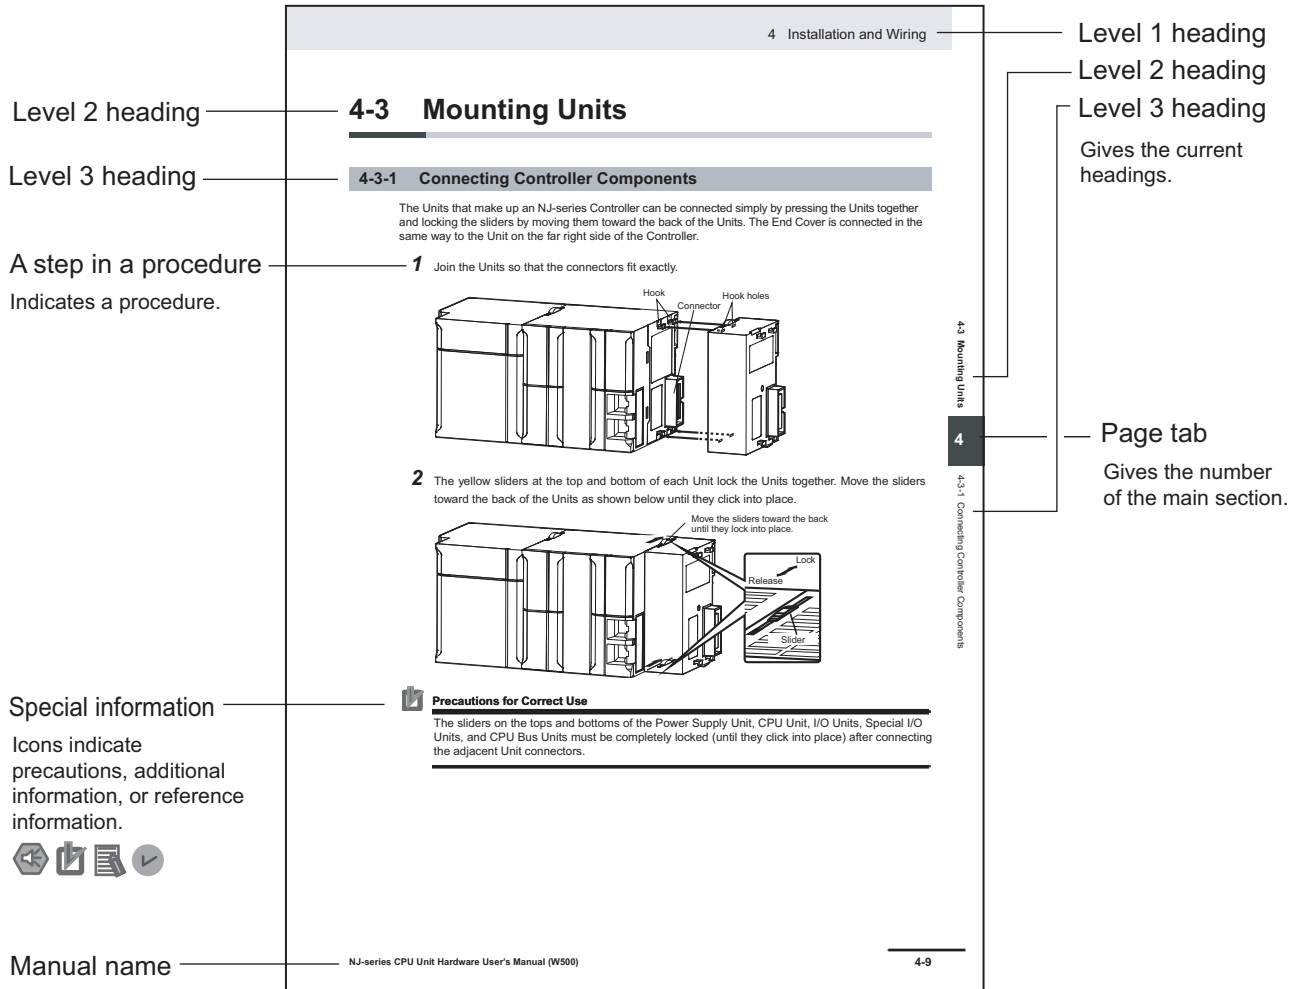 4 Installation and Wiring
Level 1 heading
Level 2 heading
Level 3 heading
Gives the current
headings.
Level 2 heading
4-3 Mounting Units
Level 3 heading
4-3-1 Connecting Controller Components
The Units that make up an NJ-series Controller can be connected simply by pressing the Units together
and locking the sliders by moving them toward the back of the Units. The End Cover is connected in the
same way to the Unit on the far right side of the Controller.
A step in a procedure
Indicates a procedure.
1 Join the Units so that the connectors fit exactly.
Hook
Connector
Hook holes
4-3 Mounting Units
4
4-3-1 Connecting Controller Components
Page tab
Gives the number
of the main section.
2 The yellow sliders at the top and bottom of each Unit lock the Units together. Move the sliders
toward the back of the Units as shown below until they click into place.
Move the sliders toward the back
until they lock into place.
Lock
Release
Slider
Special information
Icons indicate
precautions, additional
information, or reference
information.
Precautions for Correct Use
The sliders on the tops and bottoms of the Power Supply Unit, CPU Unit, I/O Units, Special I/O
Units, and CPU Bus Units must be completely locked (until they click into place) after connecting
the adjacent Unit connectors.
Manual name
NJ-series CPU Unit Hardware User's Manual (W500)
4-9